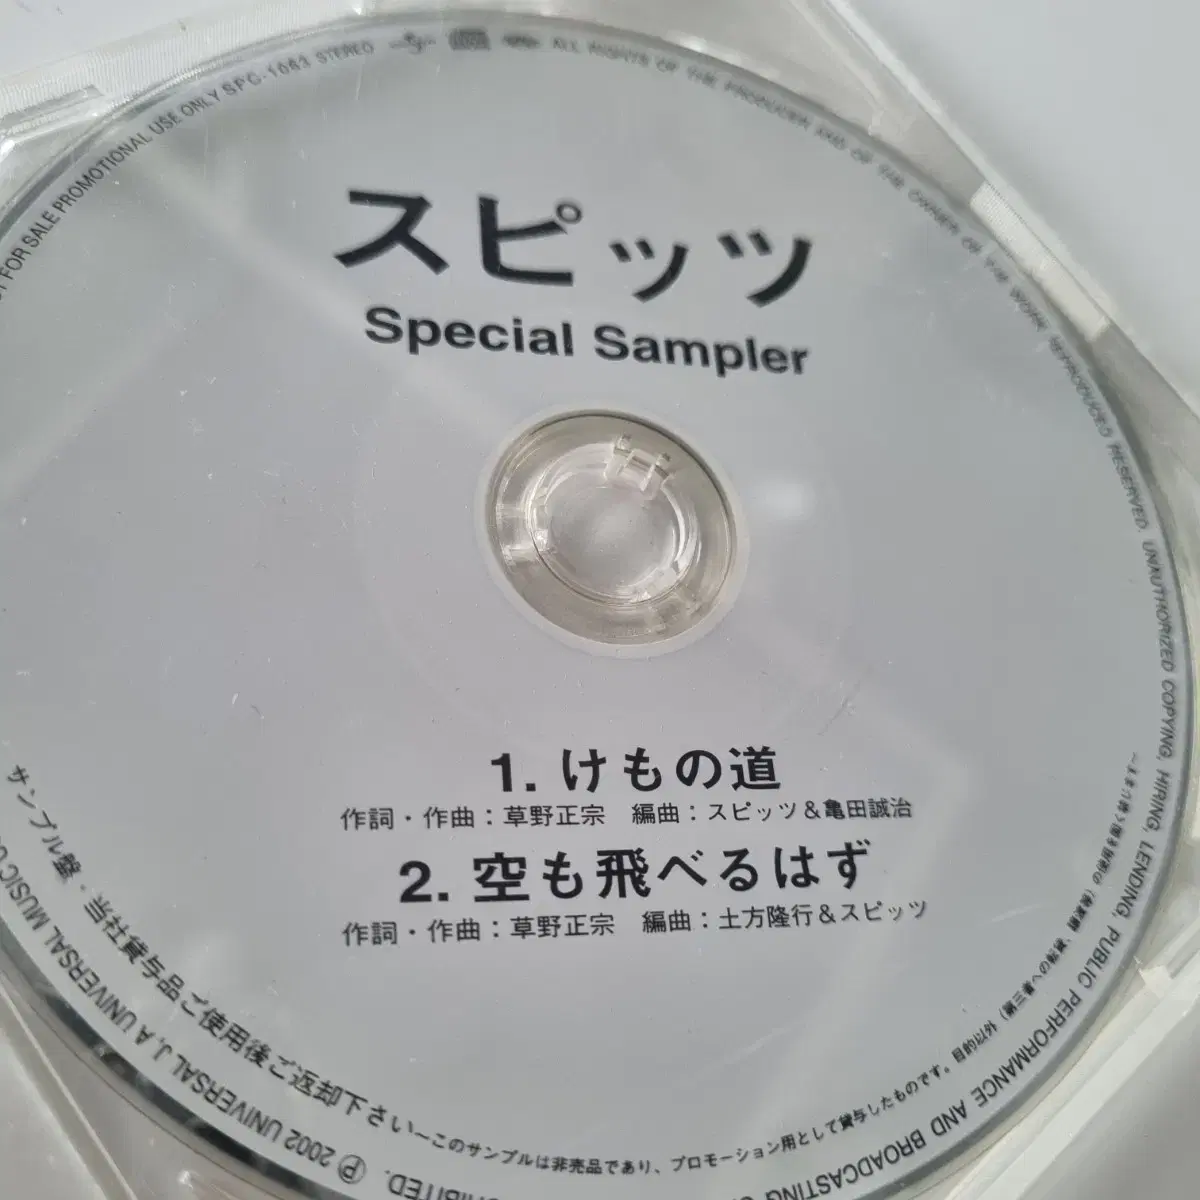 スピッツ
Special Sampler
1. けもの道
作詞・作曲：草野正宗　編曲：スピッツ＆亀田誠治
2. 空も飛べるはず
作詞・作曲：草野正宗　編曲：土方隆行＆スピッツ
FOR SALE PROMOTIONAL USE ONLY SPC-1063 STEREO
ALL RIGHTS OF THE PRODUCER AND OF THE OWNER OF THE WORK REPRODUCED RESERVED. UNAUTHORIZED COPYING, HIRING, LENDING, PUBLIC PERFORMANCE AND BROADCASTING
℗ 2002 UNIVERSAL J, A UNIVERSAL MUSIC
サンプル盤・当社貸与品ご使用後ご返却下さい—このサンプルは非売品であり、プロモーション用として貸与したものです。